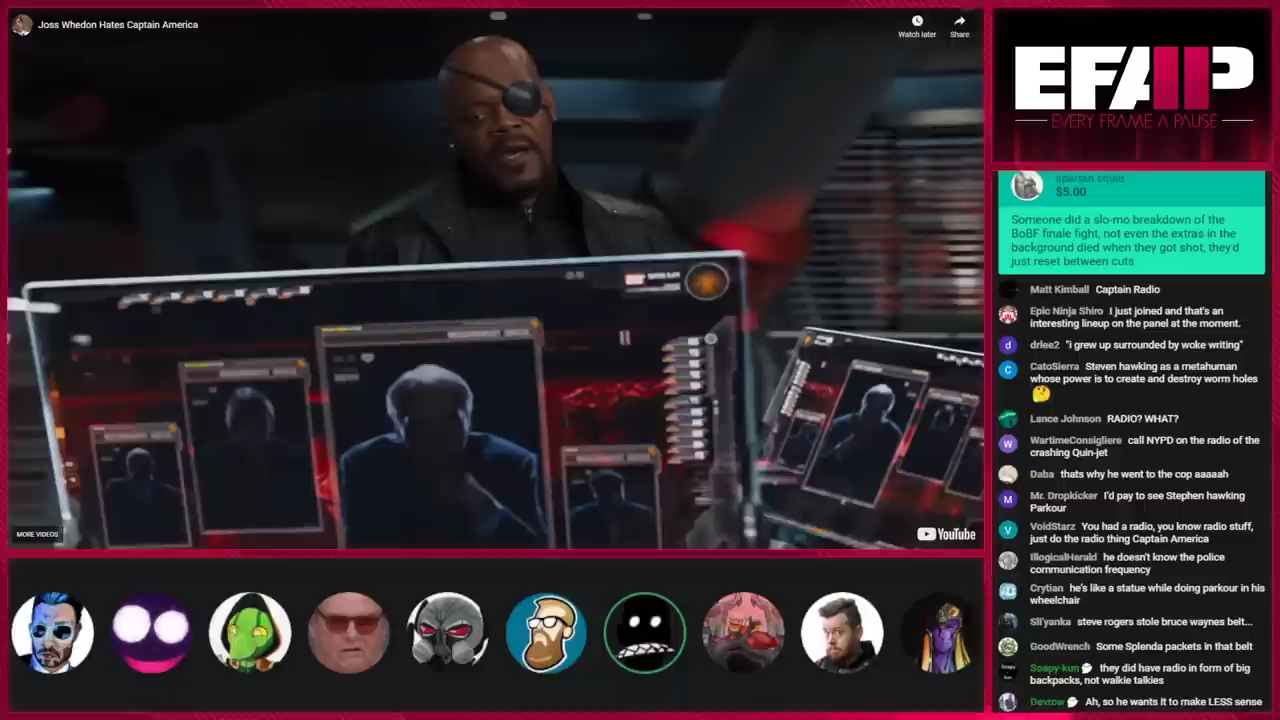 Joss Whedon Hates Captain America
Watch later
Share
MORE VIDEOS
YouTube
EFAP
EVERY FRAME A PAUSE
spartan squid
$5.00
Someone did a slo-mo breakdown of the
BoBF finale fight, not even the extras in the
background died when they got shot, they'd
just reset between cuts
Matt Kimball Captain Radio
Epic Ninja Shiro I just joined and that's an
interesting lineup on the panel at the moment.
drlee2 "i grew up surrounded by woke writing"
CatoSierra Steven hawking as a metahuman
whose power is to create and destroy worm holes
Lance Johnson RADIO? WHAT?
WartimeConsigliere call NYPD on the radio of the
crashing Quin-jet
Daba thats why he went to the cop aaaaah
Mr. Dropkicker I'd pay to see Stephen hawking
Parkour
VoidStarz You had a radio, you know radio stuff,
just do the radio thing Captain America
IllogicalHerald he doesn't know the police
communication frequency
Crytian he's like a statue while doing parkour in his
wheelchair
Sli'yanka steve rogers stole bruce waynes belt...
GoodWrench Some Splenda packets in that belt
Soapy-kun they did have radio in form of big
backpacks, not walkie talkies
Devrow Ah, so he wants it to make LESS sense